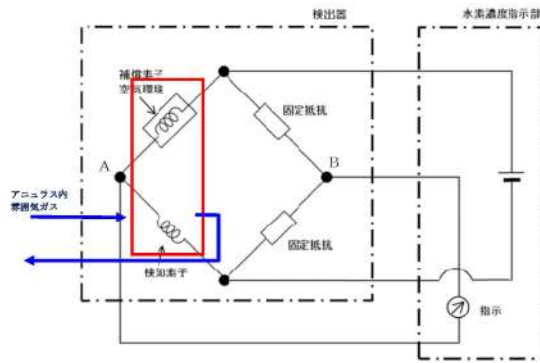 検出器
水素濃度指示部
補償素子
空気環境
固定抵抗
A
B
アニュラス内
雰囲気ガス
固定抵抗
検知素子
指示